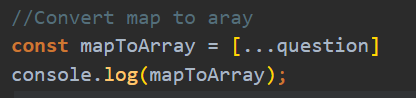 //Convert map to aray
const mapToArray = [...question]
console.log(mapToArray);